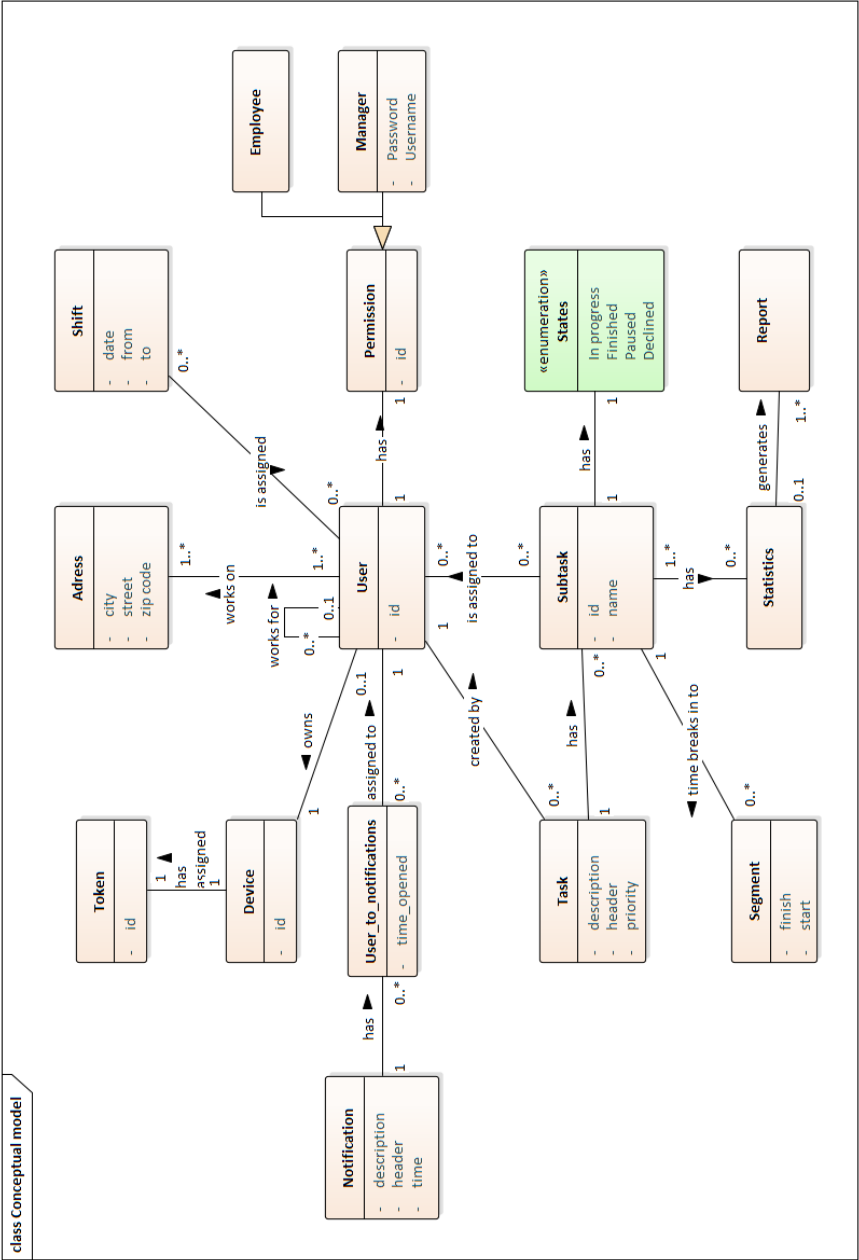 class Conceptual model
Notification
- description
- header
- time
has ►
1
0..*
User_to_notifications
- time_opened
assigned to ►
0..*
1
Token
- id
1
has
assigned
1
Device
- id
◄ owns
1
0..1
works for ►
0..*
0..1
User
- id
Adress
- city
- street
- zip code
works on
1..*
1..*
Shift
- date
- from
- to
0..*
is assigned
0..*
has
1
1
Permission
- id
Employee
Manager
- Password
- Username
is assigned to
0..*
0..*
created by ►
1
0..*
Task
- description
- header
- priority
has ►
1
0..*
Subtask
- id
- name
has ►
1
1
«enumeration»
States
In progress
Finished
Paused
Declined
◄ time breaks in to
1
0..*
Segment
- finish
- start
has
1..*
0..*
Statistics
generates ►
0..1
1..*
Report